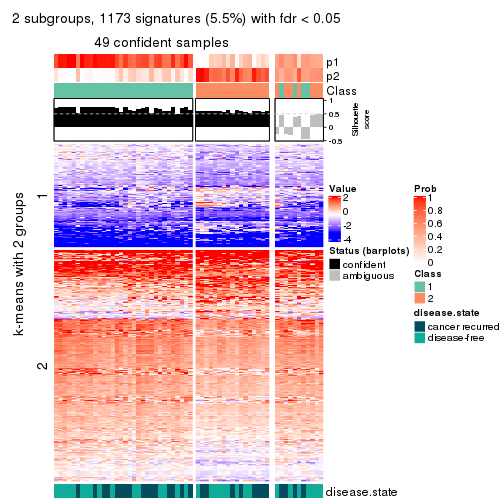 2 subgroups, 1173 signatures (5.5%) with fdr < 0.05
49 confident samples
p1
p2
Class
1
0.5
0
-0.5
Silhouette
score
k-means with 2 groups
1
2
Value
2
0
-2
-4
Status (barplots)
confident
ambiguous
Prob
1
0.8
0.6
0.4
0.2
0
Class
1
2
disease.state
cancer recurred
disease-free
disease.state